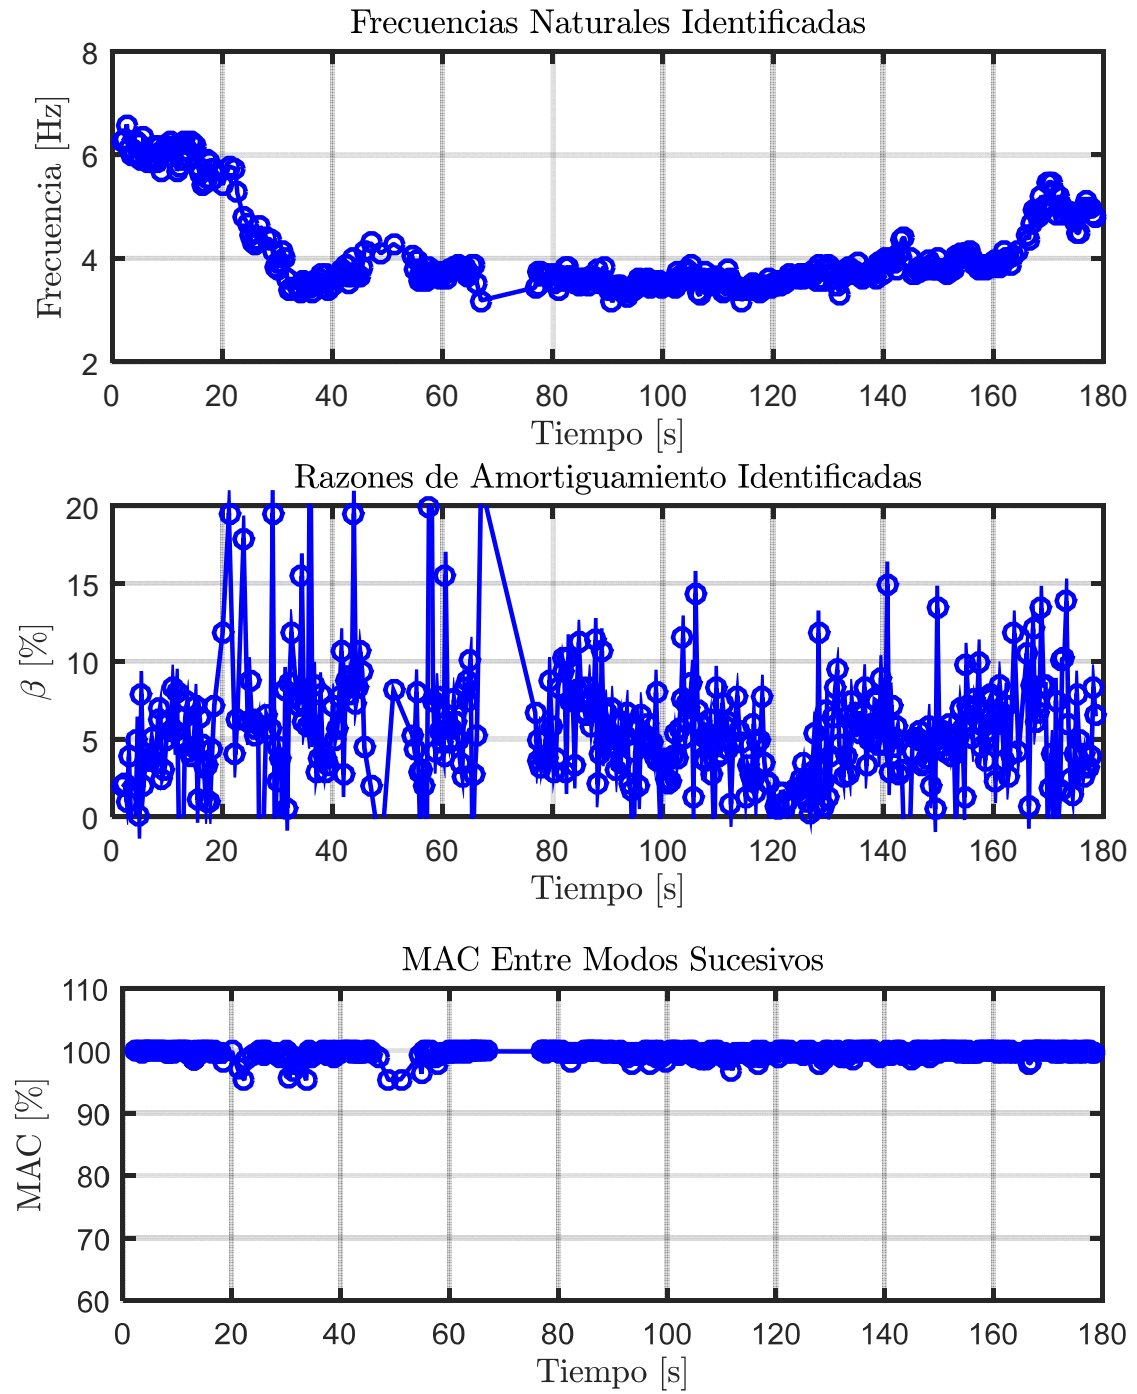 Frecuencias Naturales Identificadas
8
6
4
2
Frecuencia [Hz]
0 20 40 60 80 100 120 140 160 180
Tiempo [s]
Razones de Amortiguamiento Identificadas
20
15
10
5
0
β [%]
0 20 40 60 80 100 120 140 160 180
Tiempo [s]
MAC Entre Modos Sucesivos
110
100
90
80
70
60
MAC [%]
0 20 40 60 80 100 120 140 160 180
Tiempo [s]